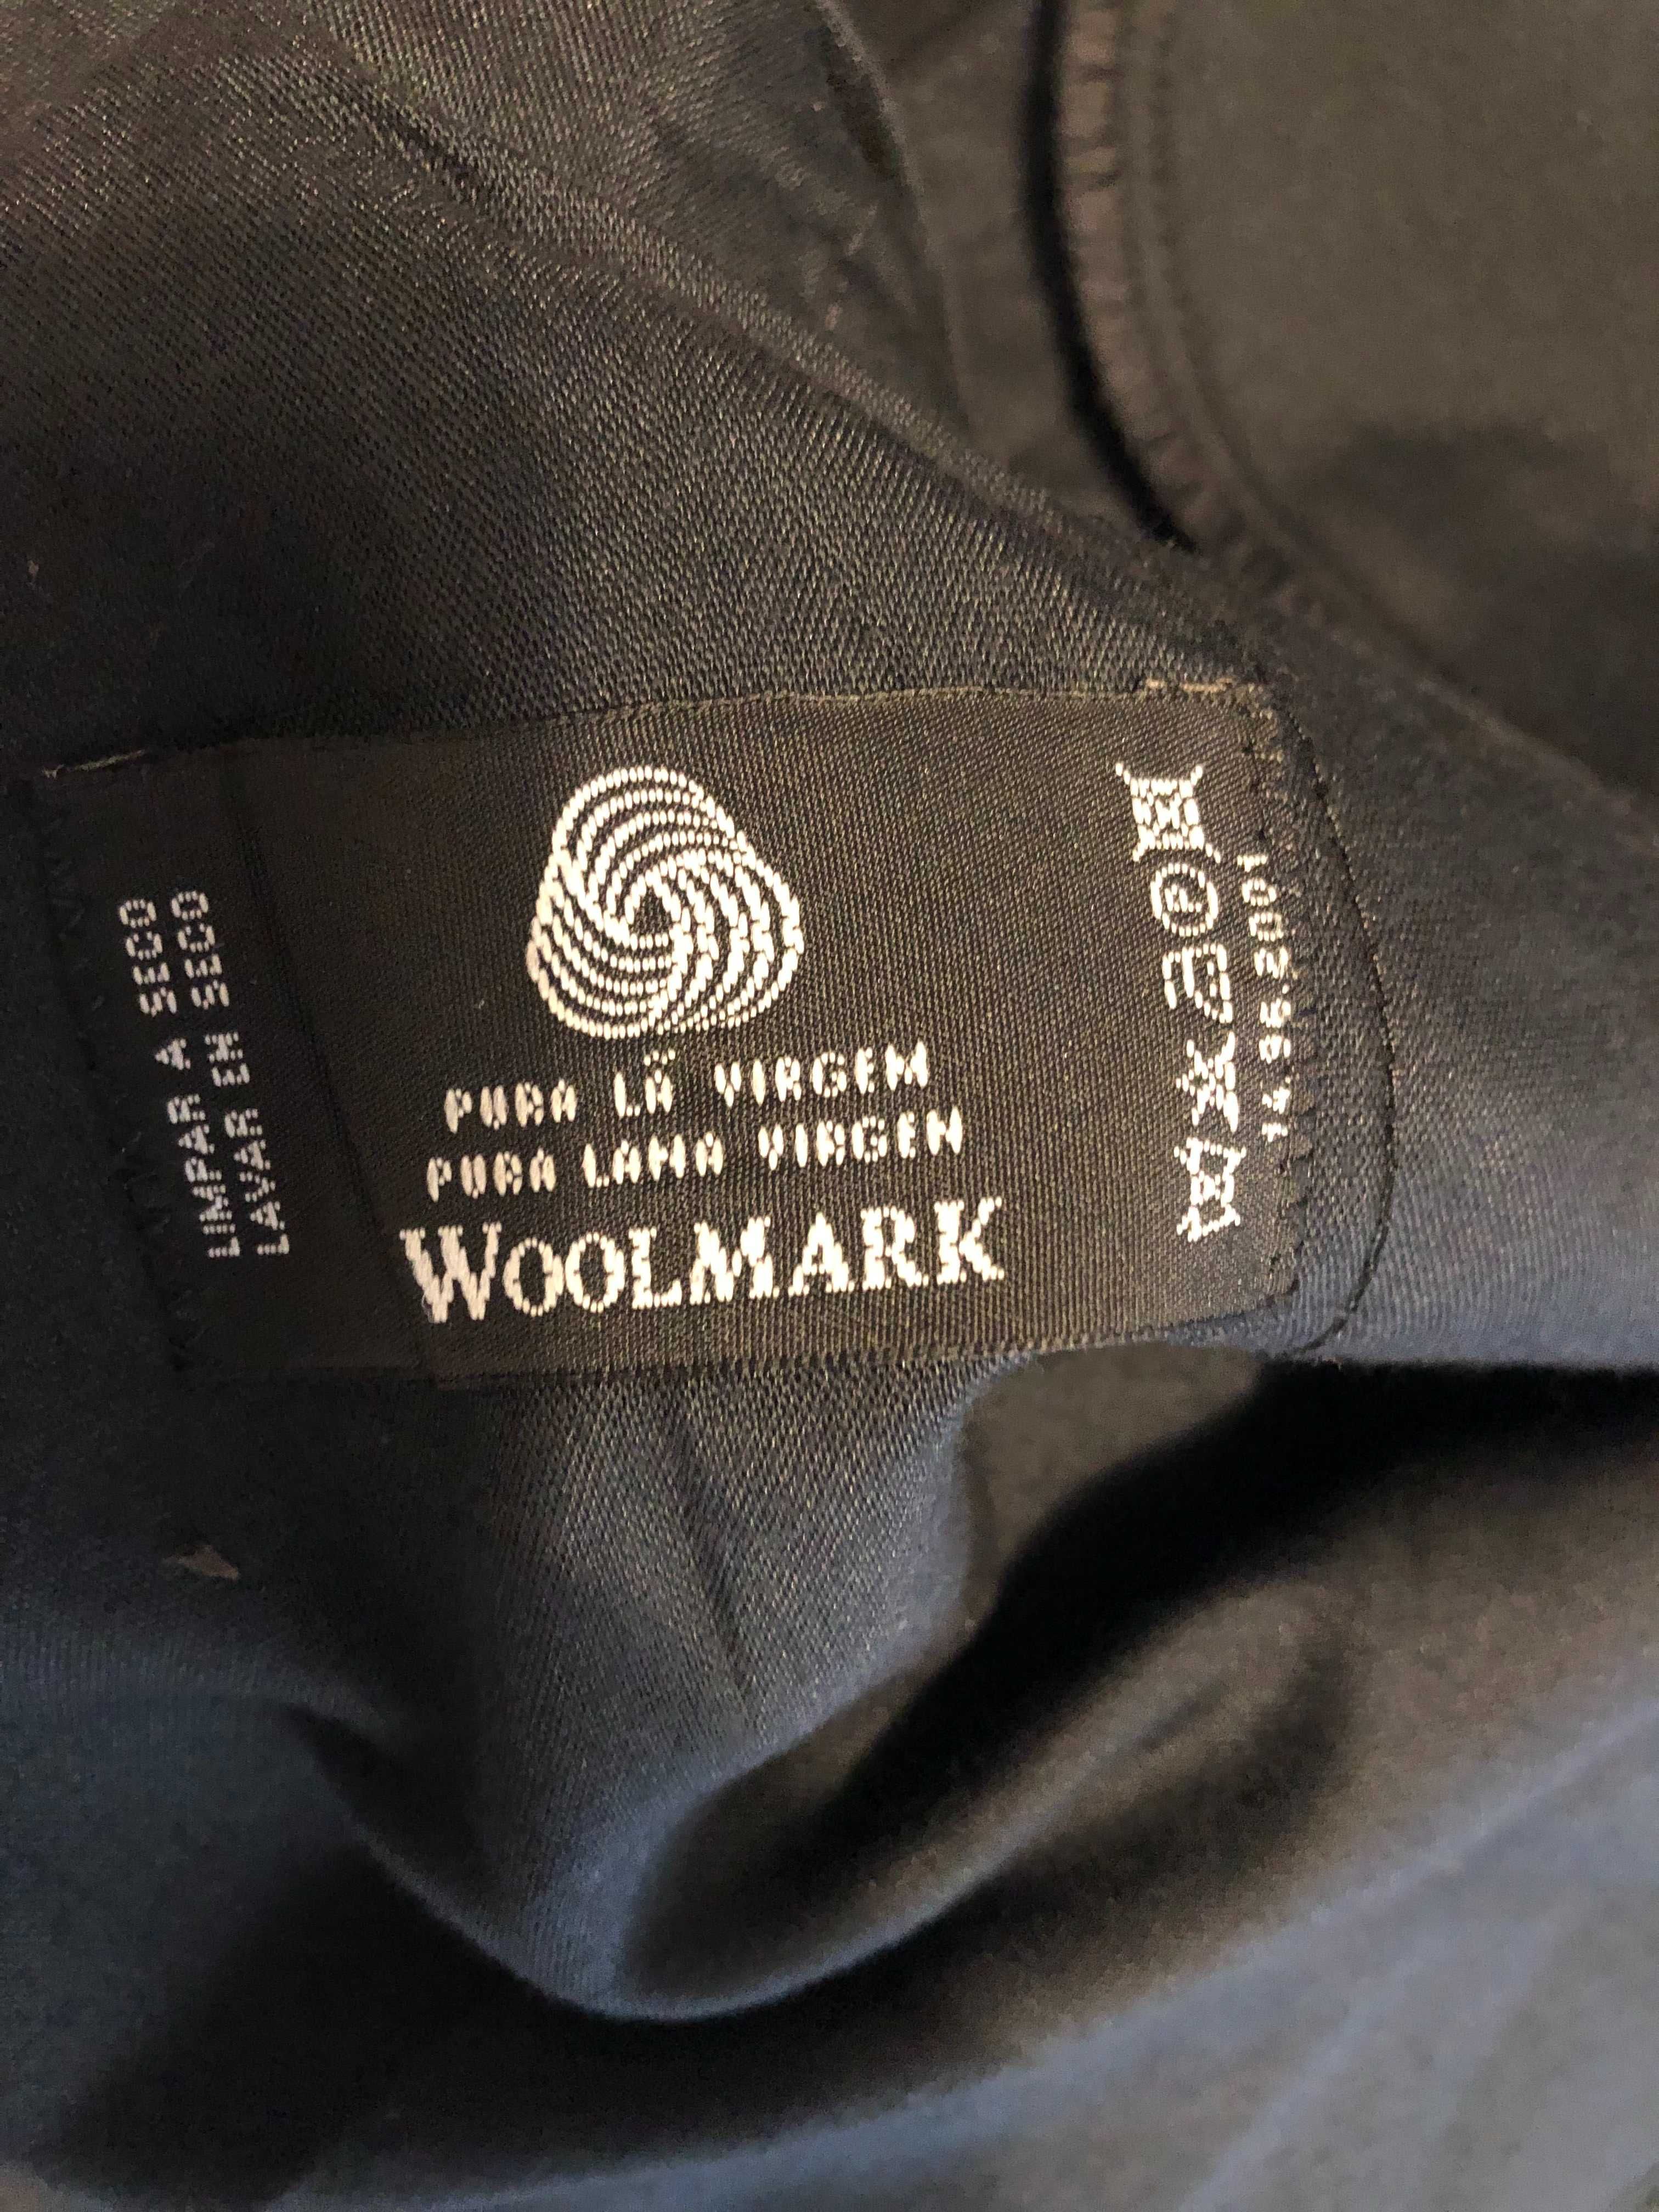 PURA LÃ VIRGEM
PURA LANA VIRGEN
WOOLMARK
LIMPAR A SECO
LAVAR EN SECO
14.96.2001